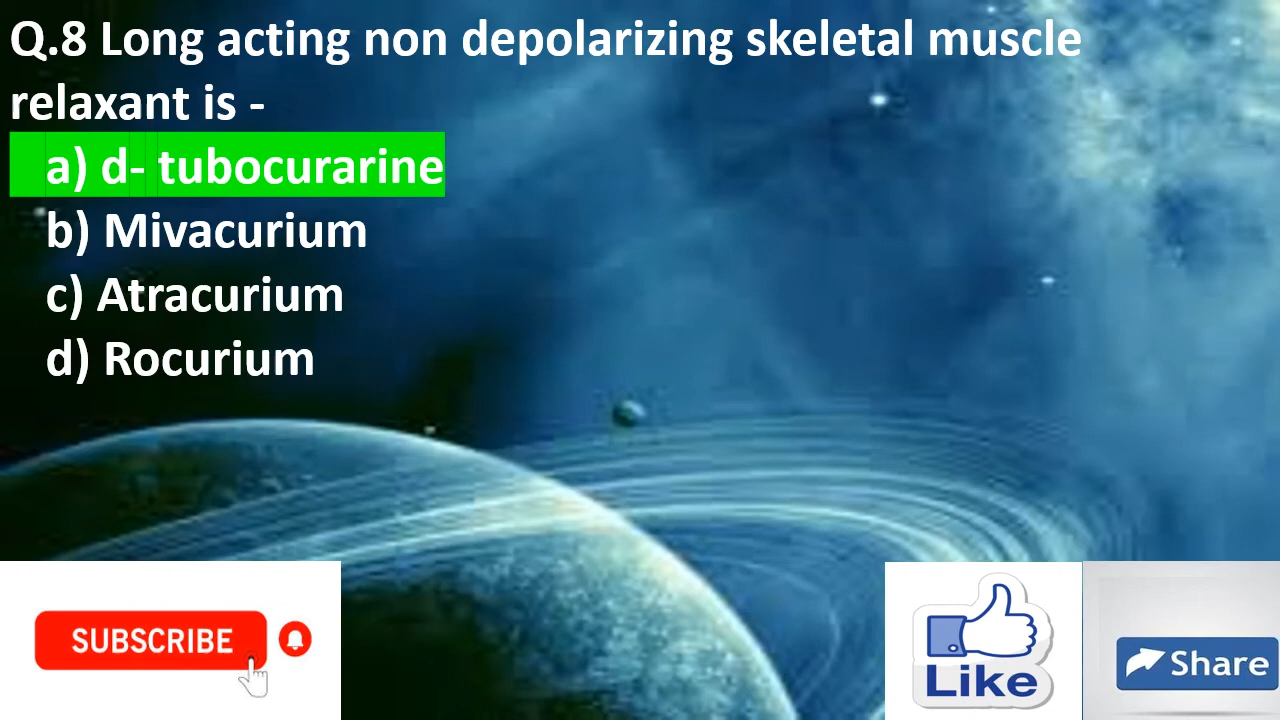 Q.8 Long acting non depolarizing skeletal muscle
relaxant is -
a) d- tubocurarine
b) Mivacurium
c) Atracurium
d) Rocurium
SUBSCRIBE
Like
Share